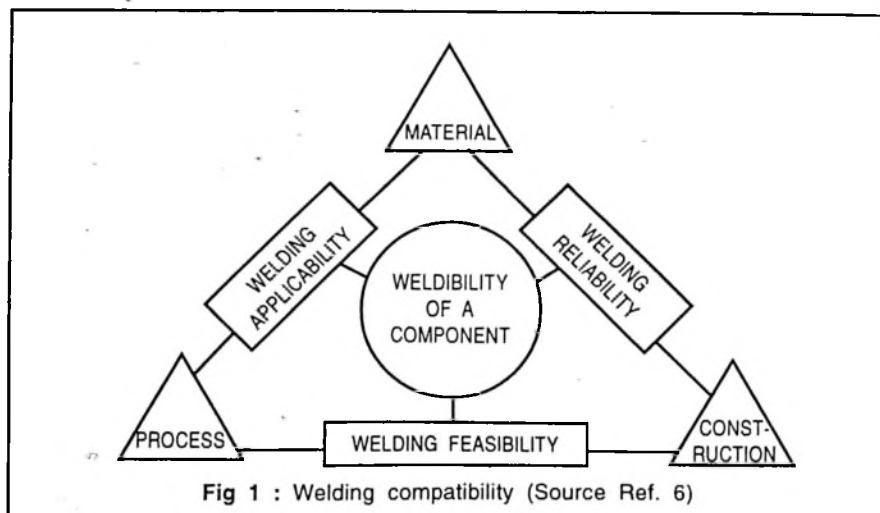 MATERIAL
WELDING
APPLICABILITY
WELDING
RELIABILITY
WELDIBILITY
OF A
COMPONENT
PROCESS
WELDING FEASIBILITY
CONST-
RUCTION
Fig 1 : Welding compatibility (Source Ref. 6)